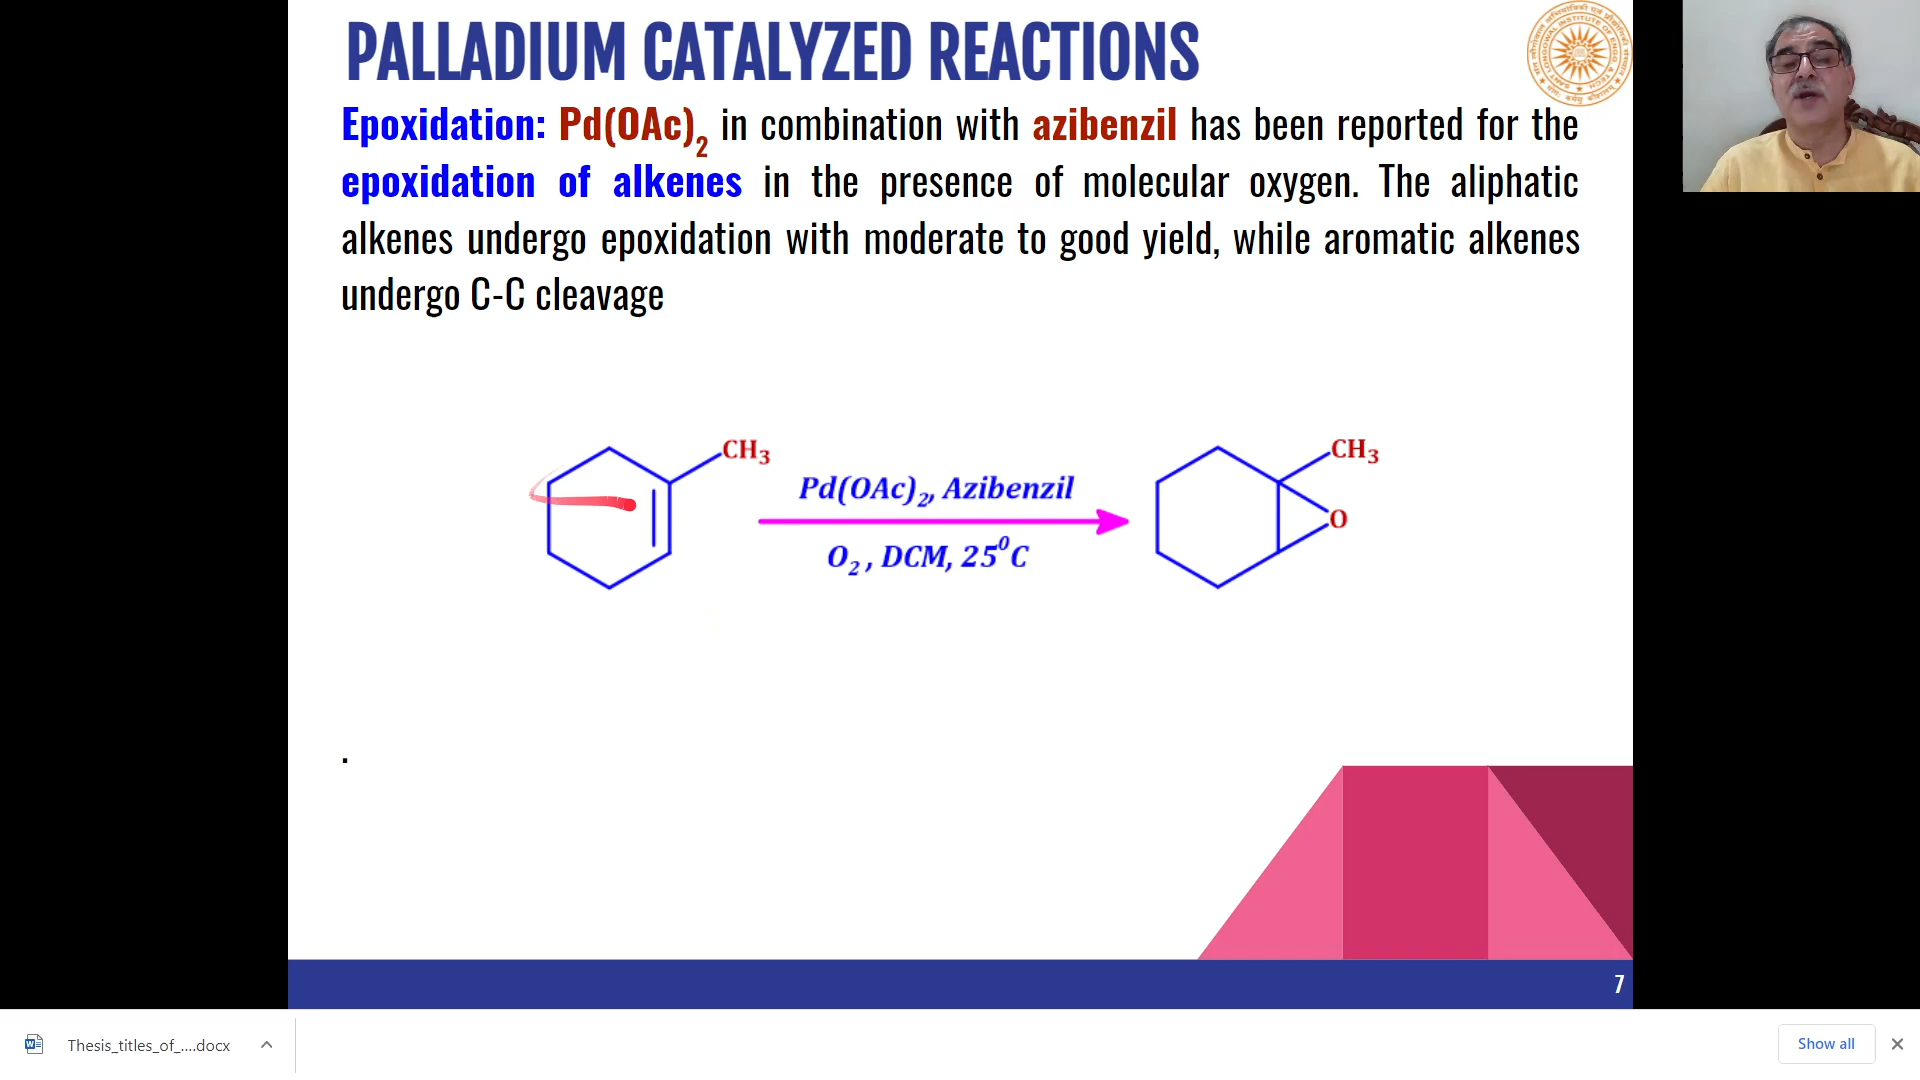 PALLADIUM CATALYZED REACTIONS
Epoxidation: Pd(OAc)₂ in combination with azibenzil has been reported for the
epoxidation of alkenes in the presence of molecular oxygen. The aliphatic
alkenes undergo epoxidation with moderate to good yield, while aromatic alkenes
undergo C-C cleavage
CH₃
Pd(OAc)₂, Azibenzil
O₂ , DCM, 25⁰C
CH₃
O
.
7
Thesis_titles_of_....docx
Show all